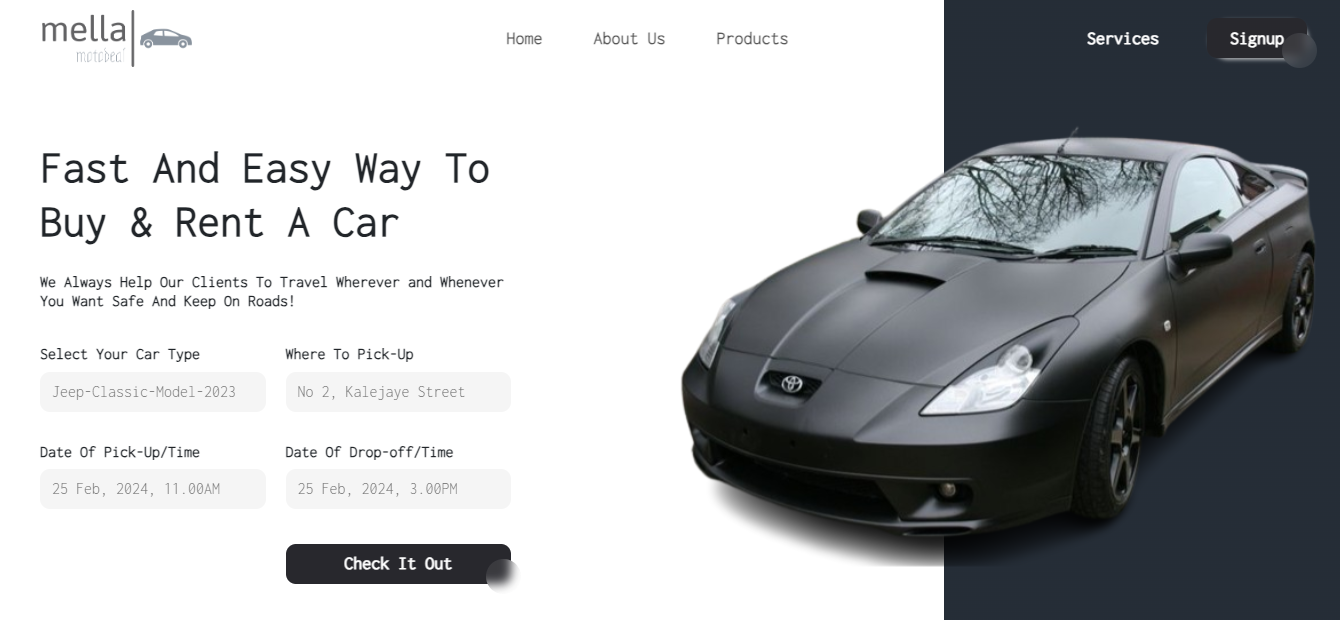 mella
motobeat
Home
About Us
Products
Services
Signup
Fast And Easy Way To
Buy & Rent A Car
We Always Help Our Clients To Travel Wherever and Whenever
You Want Safe And Keep On Roads!
Select Your Car Type
Where To Pick-Up
Jeep-Classic-Model-2023
No 2, Kalejaye Street
Date Of Pick-Up/Time
Date Of Drop-off/Time
25 Feb, 2024, 11.00AM
25 Feb, 2024, 3.00PM
Check It Out